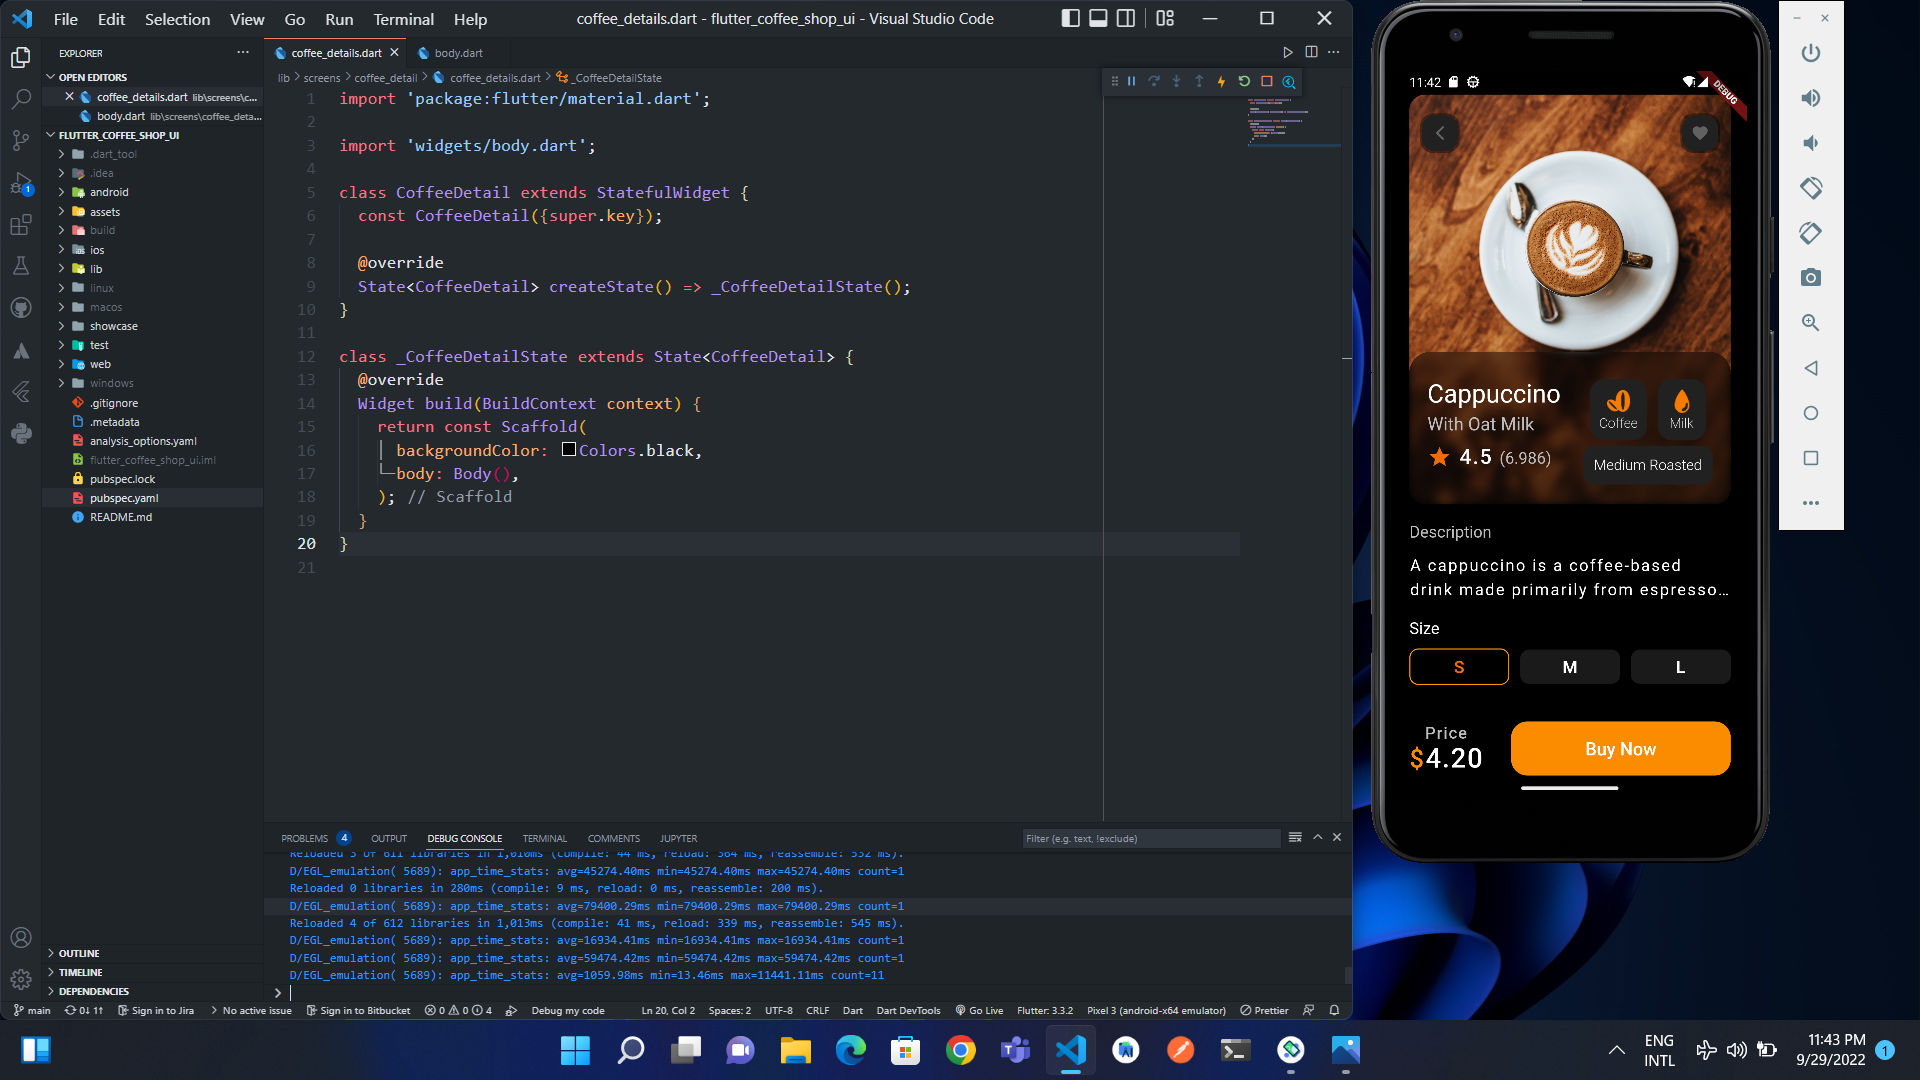 File Edit Selection View Go Run Terminal Help
coffee_details.dart - flutter_coffee_shop_ui - Visual Studio Code
EXPLORER
OPEN EDITORS
coffee_details.dart lib\screens\c...
body.dart lib\screens\coffee_deta...
FLUTTER_COFFEE_SHOP_UI
.dart_tool
.idea
android
assets
build
ios
lib
linux
macos
showcase
test
web
windows
.gitignore
.metadata
analysis_options.yaml
flutter_coffee_shop_ui.iml
pubspec.lock
pubspec.yaml
README.md
OUTLINE
TIMELINE
DEPENDENCIES
1
coffee_details.dart
body.dart
lib > screens > coffee_detail > coffee_details.dart > _CoffeeDetailState
1 import 'package:flutter/material.dart';
2
3 import 'widgets/body.dart';
4
5 class CoffeeDetail extends StatefulWidget {
6 const CoffeeDetail({super.key});
7
8 @override
9 State<CoffeeDetail> createState() => _CoffeeDetailState();
10 }
11
12 class _CoffeeDetailState extends State<CoffeeDetail> {
13 @override
14 Widget build(BuildContext context) {
15 return const Scaffold(
16 backgroundColor: Colors.black,
17 body: Body(),
18 ); // Scaffold
19 }
20 }
21
PROBLEMS 4 OUTPUT DEBUG CONSOLE TERMINAL COMMENTS JUPYTER
Filter (e.g. text, !exclude)
Reloaded 3 of 611 libraries in 1,010ms (compile: 44 ms, reload: 364 ms, reassemble: 532 ms).
D/EGL_emulation( 5689): app_time_stats: avg=45274.40ms min=45274.40ms max=45274.40ms count=1
Reloaded 0 libraries in 280ms (compile: 9 ms, reload: 0 ms, reassemble: 200 ms).
D/EGL_emulation( 5689): app_time_stats: avg=79400.29ms min=79400.29ms max=79400.29ms count=1
Reloaded 4 of 612 libraries in 1,013ms (compile: 41 ms, reload: 339 ms, reassemble: 545 ms).
D/EGL_emulation( 5689): app_time_stats: avg=16934.41ms min=16934.41ms max=16934.41ms count=1
D/EGL_emulation( 5689): app_time_stats: avg=59474.42ms min=59474.42ms max=59474.42ms count=1
D/EGL_emulation( 5689): app_time_stats: avg=1059.98ms min=13.46ms max=11441.11ms count=11
>
main 0↓ 1↑ Sign in to Jira > No active issue Sign in to Bitbucket 0 0 4 Debug my code
Ln 20, Col 2 Spaces: 2 UTF-8 CRLF Dart Dart DevTools Go Live Flutter: 3.3.2 Pixel 3 (android-x64 emulator) Prettier
11:42
DEBUG
Cappuccino
With Oat Milk
4.5 (6.986)
Coffee
Milk
Medium Roasted
Description
A cappuccino is a coffee-based
drink made primarily from espresso...
Size
S M L
Price
$4.20
Buy Now
ENG
INTL
11:43 PM
9/29/2022
1